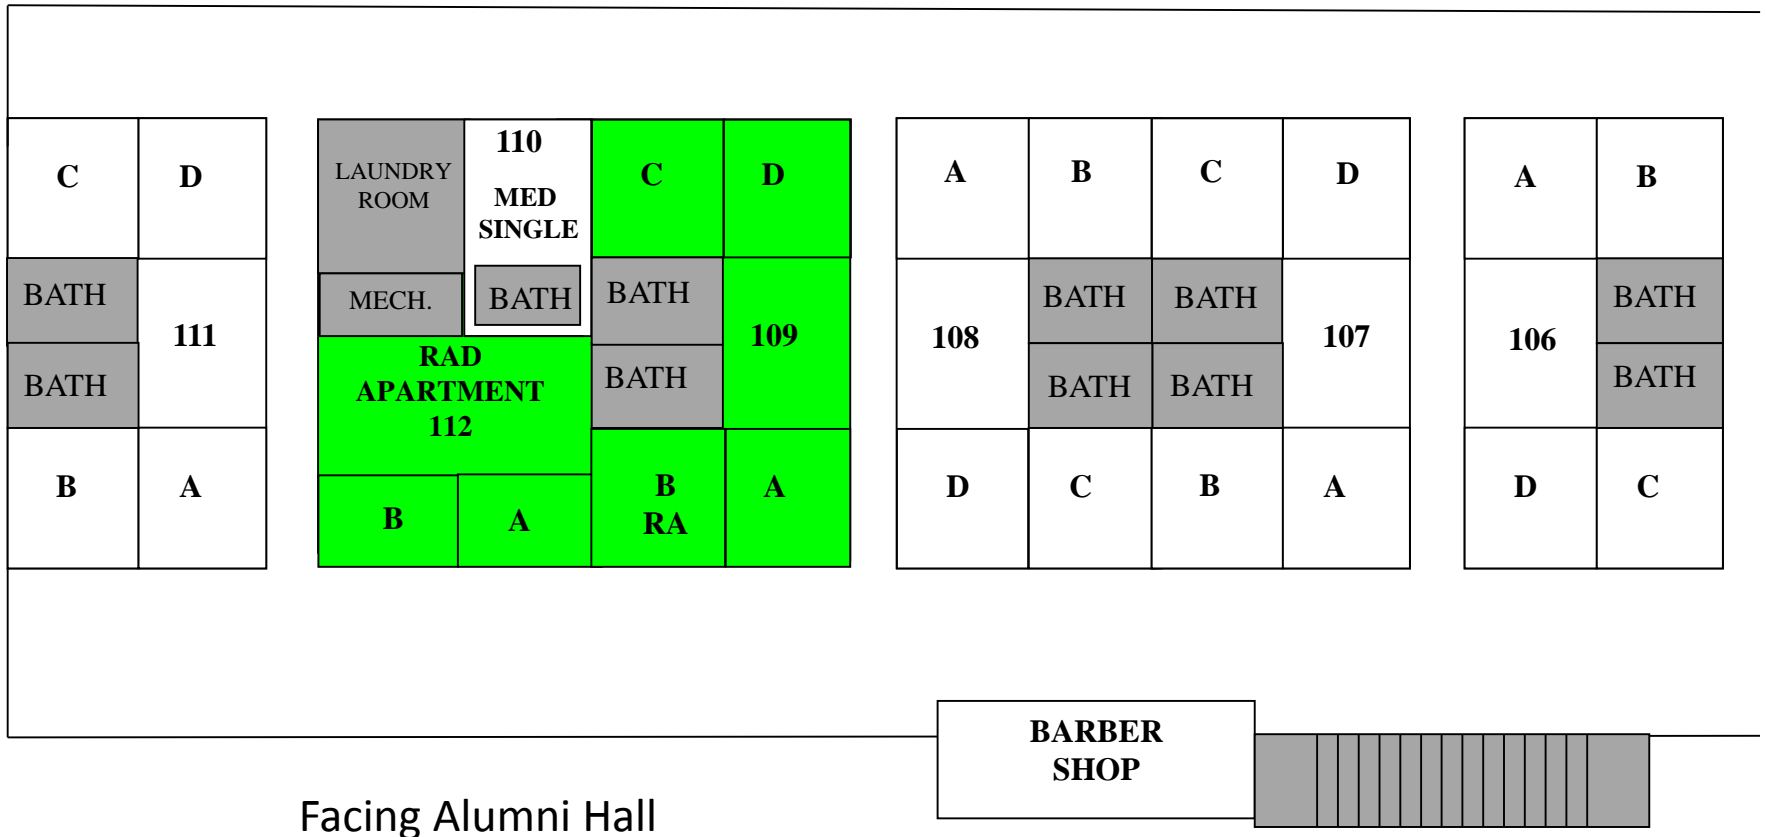 C
D
BATH
BATH
111
B
A
LAUNDRY
ROOM
110
MED
SINGLE
MECH.
BATH
RAD
APARTMENT
112
B
A
C
D
BATH
BATH
109
B
RA
A
A
B
108
BATH
BATH
D
C
C
D
BATH
BATH
107
B
A
A
B
106
BATH
BATH
D
C
BARBER
SHOP
Facing Alumni Hall